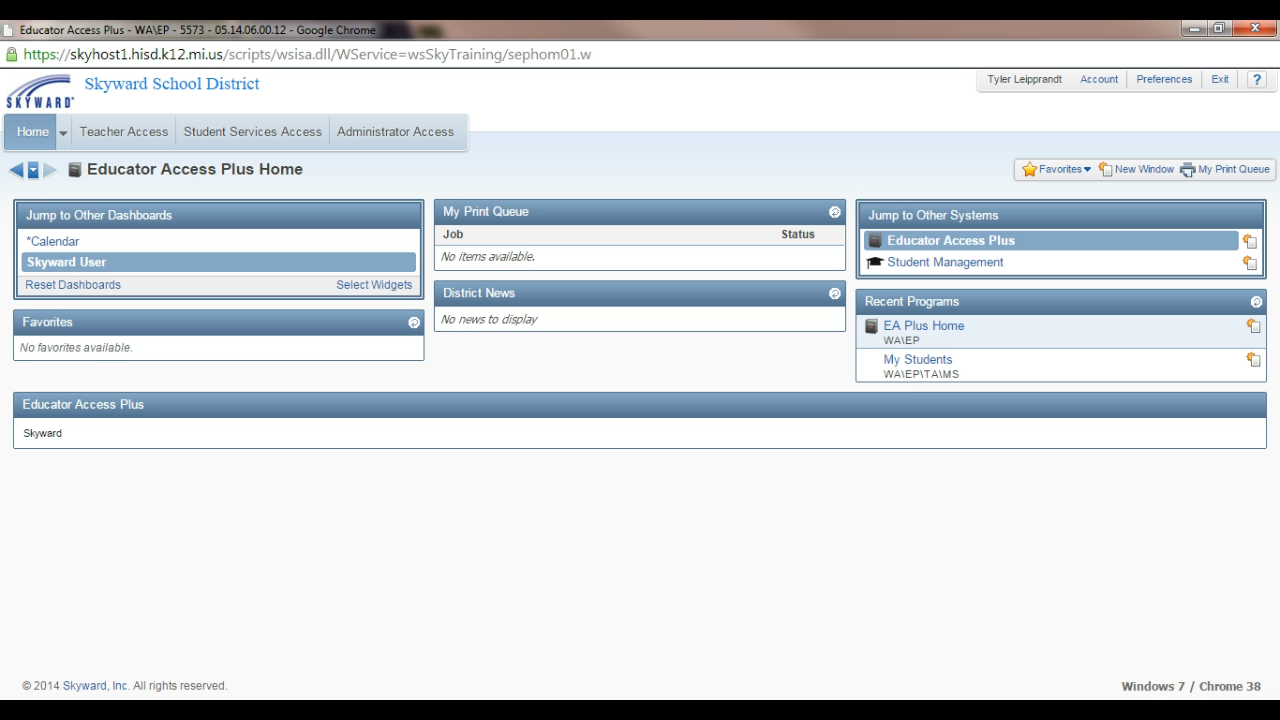 Educator Access Plus - WA\EP - 5573 - 05.14.06.00.12 - Google Chrome
https://skyhost1.hisd.k12.mi.us/scripts/wsisa.dll/WService=wsSkyTraining/sephom01.w
SKYWARD
Skyward School District
Tyler Leipprandt Account Preferences Exit ?
Home Teacher Access Student Services Access Administrator Access
Educator Access Plus Home
Favorites New Window My Print Queue
Jump to Other Dashboards
*Calendar
Skyward User
Reset Dashboards Select Widgets
Favorites
No favorites available.
My Print Queue
Job Status
No items available.
District News
No news to display
Jump to Other Systems
Educator Access Plus
Student Management
Recent Programs
EA Plus Home
WA\EP
My Students
WA\EP\TA\MS
Educator Access Plus
Skyward
© 2014 Skyward, Inc. All rights reserved.
Windows 7 / Chrome 38